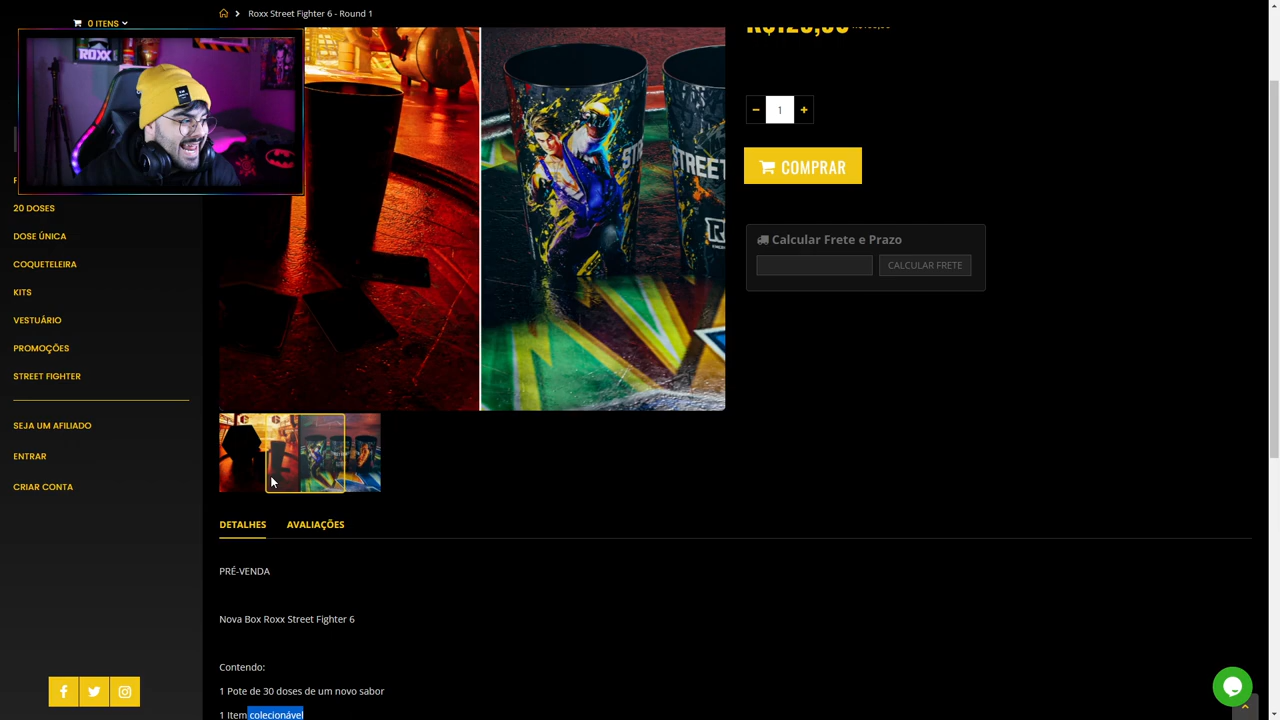 0 ITENS
Roxx Street Fighter 6 - Round 1
ROXX
20 DOSES
DOSE ÚNICA
COQUETELEIRA
KITS
VESTUÁRIO
PROMOÇÕES
STREET FIGHTER
SEJA UM AFILIADO
ENTRAR
CRIAR CONTA
STREET
1
COMPRAR
Calcular Frete e Prazo
CALCULAR FRETE
DETALHES
AVALIAÇÕES
PRÉ-VENDA
Nova Box Roxx Street Fighter 6
Contendo:
1 Pote de 30 doses de um novo sabor
1 Item colecionável